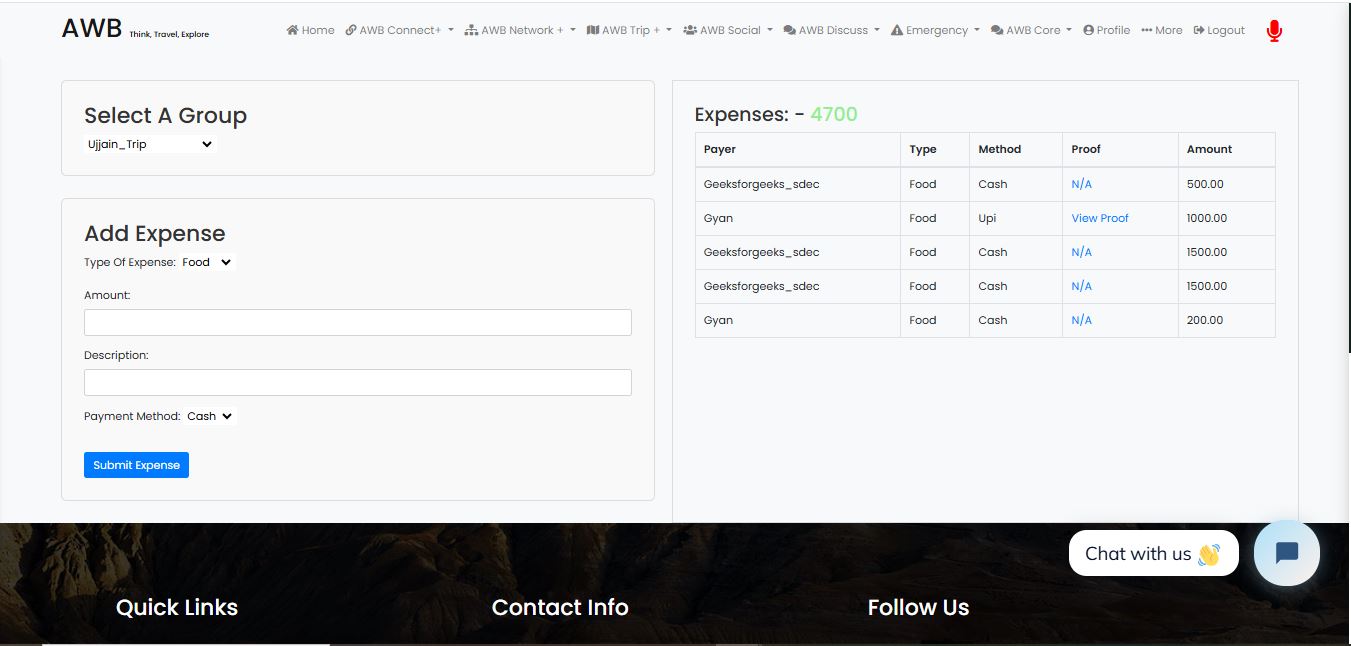 AWB Think, Travel, Explore
Home AWB Connect+ AWB Network + AWB Trip + AWB Social AWB Discuss Emergency AWB Core Profile More Logout
Select A Group
Ujjain_Trip
Add Expense
Type Of Expense: Food
Amount:
Description:
Payment Method: Cash
Submit Expense
Expenses: - 4700
Payer Type Method Proof Amount
Geeksforgeeks_sdec Food Cash N/A 500.00
Gyan Food Upi View Proof 1000.00
Geeksforgeeks_sdec Food Cash N/A 1500.00
Geeksforgeeks_sdec Food Cash N/A 1500.00
Gyan Food Cash N/A 200.00
Chat with us 👋
Quick Links Contact Info Follow Us